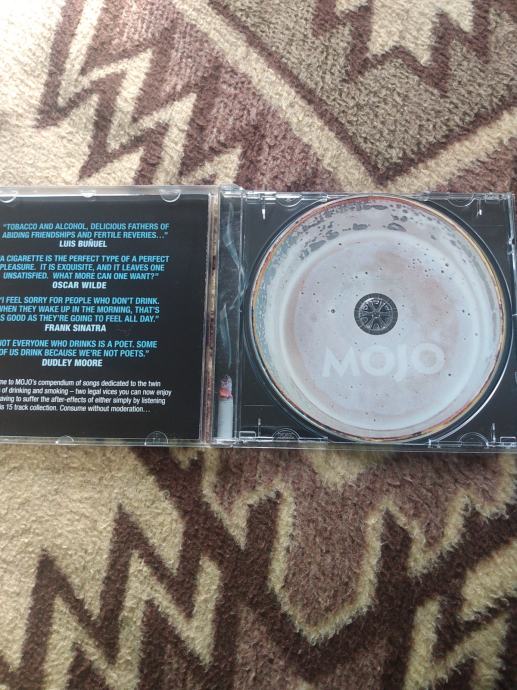 "TOBACCO AND ALCOHOL, DELICIOUS FATHERS OF
ABIDING FRIENDSHIPS AND FERTILE REVERIES..."
LUIS BUÑUEL
"A CIGARETTE IS THE PERFECT TYPE OF A PERFECT
PLEASURE. IT IS EXQUISITE, AND IT LEAVES ONE
UNSATISFIED. WHAT MORE CAN ONE WANT?"
OSCAR WILDE
"I FEEL SORRY FOR PEOPLE WHO DON'T DRINK.
WHEN THEY WAKE UP IN THE MORNING, THAT'S
AS GOOD AS THEY'RE GOING TO FEEL ALL DAY."
FRANK SINATRA
NOT EVERYONE WHO DRINKS IS A POET. SOME
OF US DRINK BECAUSE WE'RE NOT POETS."
DUDLEY MOORE
me to MOJO's compendium of songs dedicated to the twin
of drinking and smoking – two legal vices you can now enjoy
aving to suffer the after-effects of either simply by listening
is 15 track collection. Consume without moderation...
MOJO